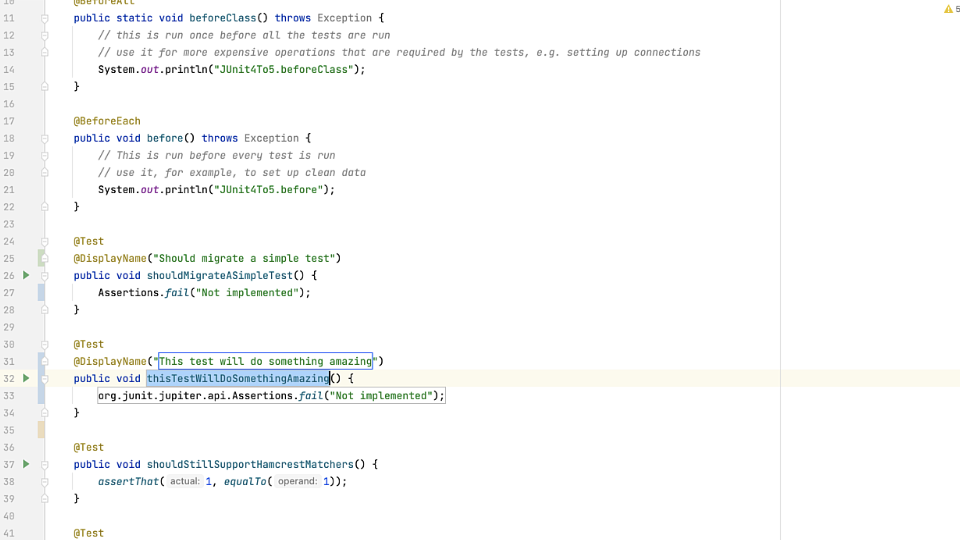 10 @BeforeAll
5
11 public static void beforeClass() throws Exception {
12 // this is run once before all the tests are run
13 // use it for more expensive operations that are required by the tests, e.g. setting up connections
14 System.out.println("JUnit4To5.beforeClass");
15 }
16
17 @BeforeEach
18 public void before() throws Exception {
19 // This is run before every test is run
20 // use it, for example, to set up clean data
21 System.out.println("JUnit4To5.before");
22 }
23
24 @Test
25 @DisplayName("Should migrate a simple test")
26 public void shouldMigrateASimpleTest() {
27 Assertions.fail("Not implemented");
28 }
29
30 @Test
31 @DisplayName("This test will do something amazing")
32 public void thisTestWillDoSomethingAmazing() {
33 org.junit.jupiter.api.Assertions.fail("Not implemented");
34 }
35
36 @Test
37 public void shouldStillSupportHamcrestMatchers() {
38 assertThat( actual: 1, equalTo( operand: 1));
39 }
40
41 @Test